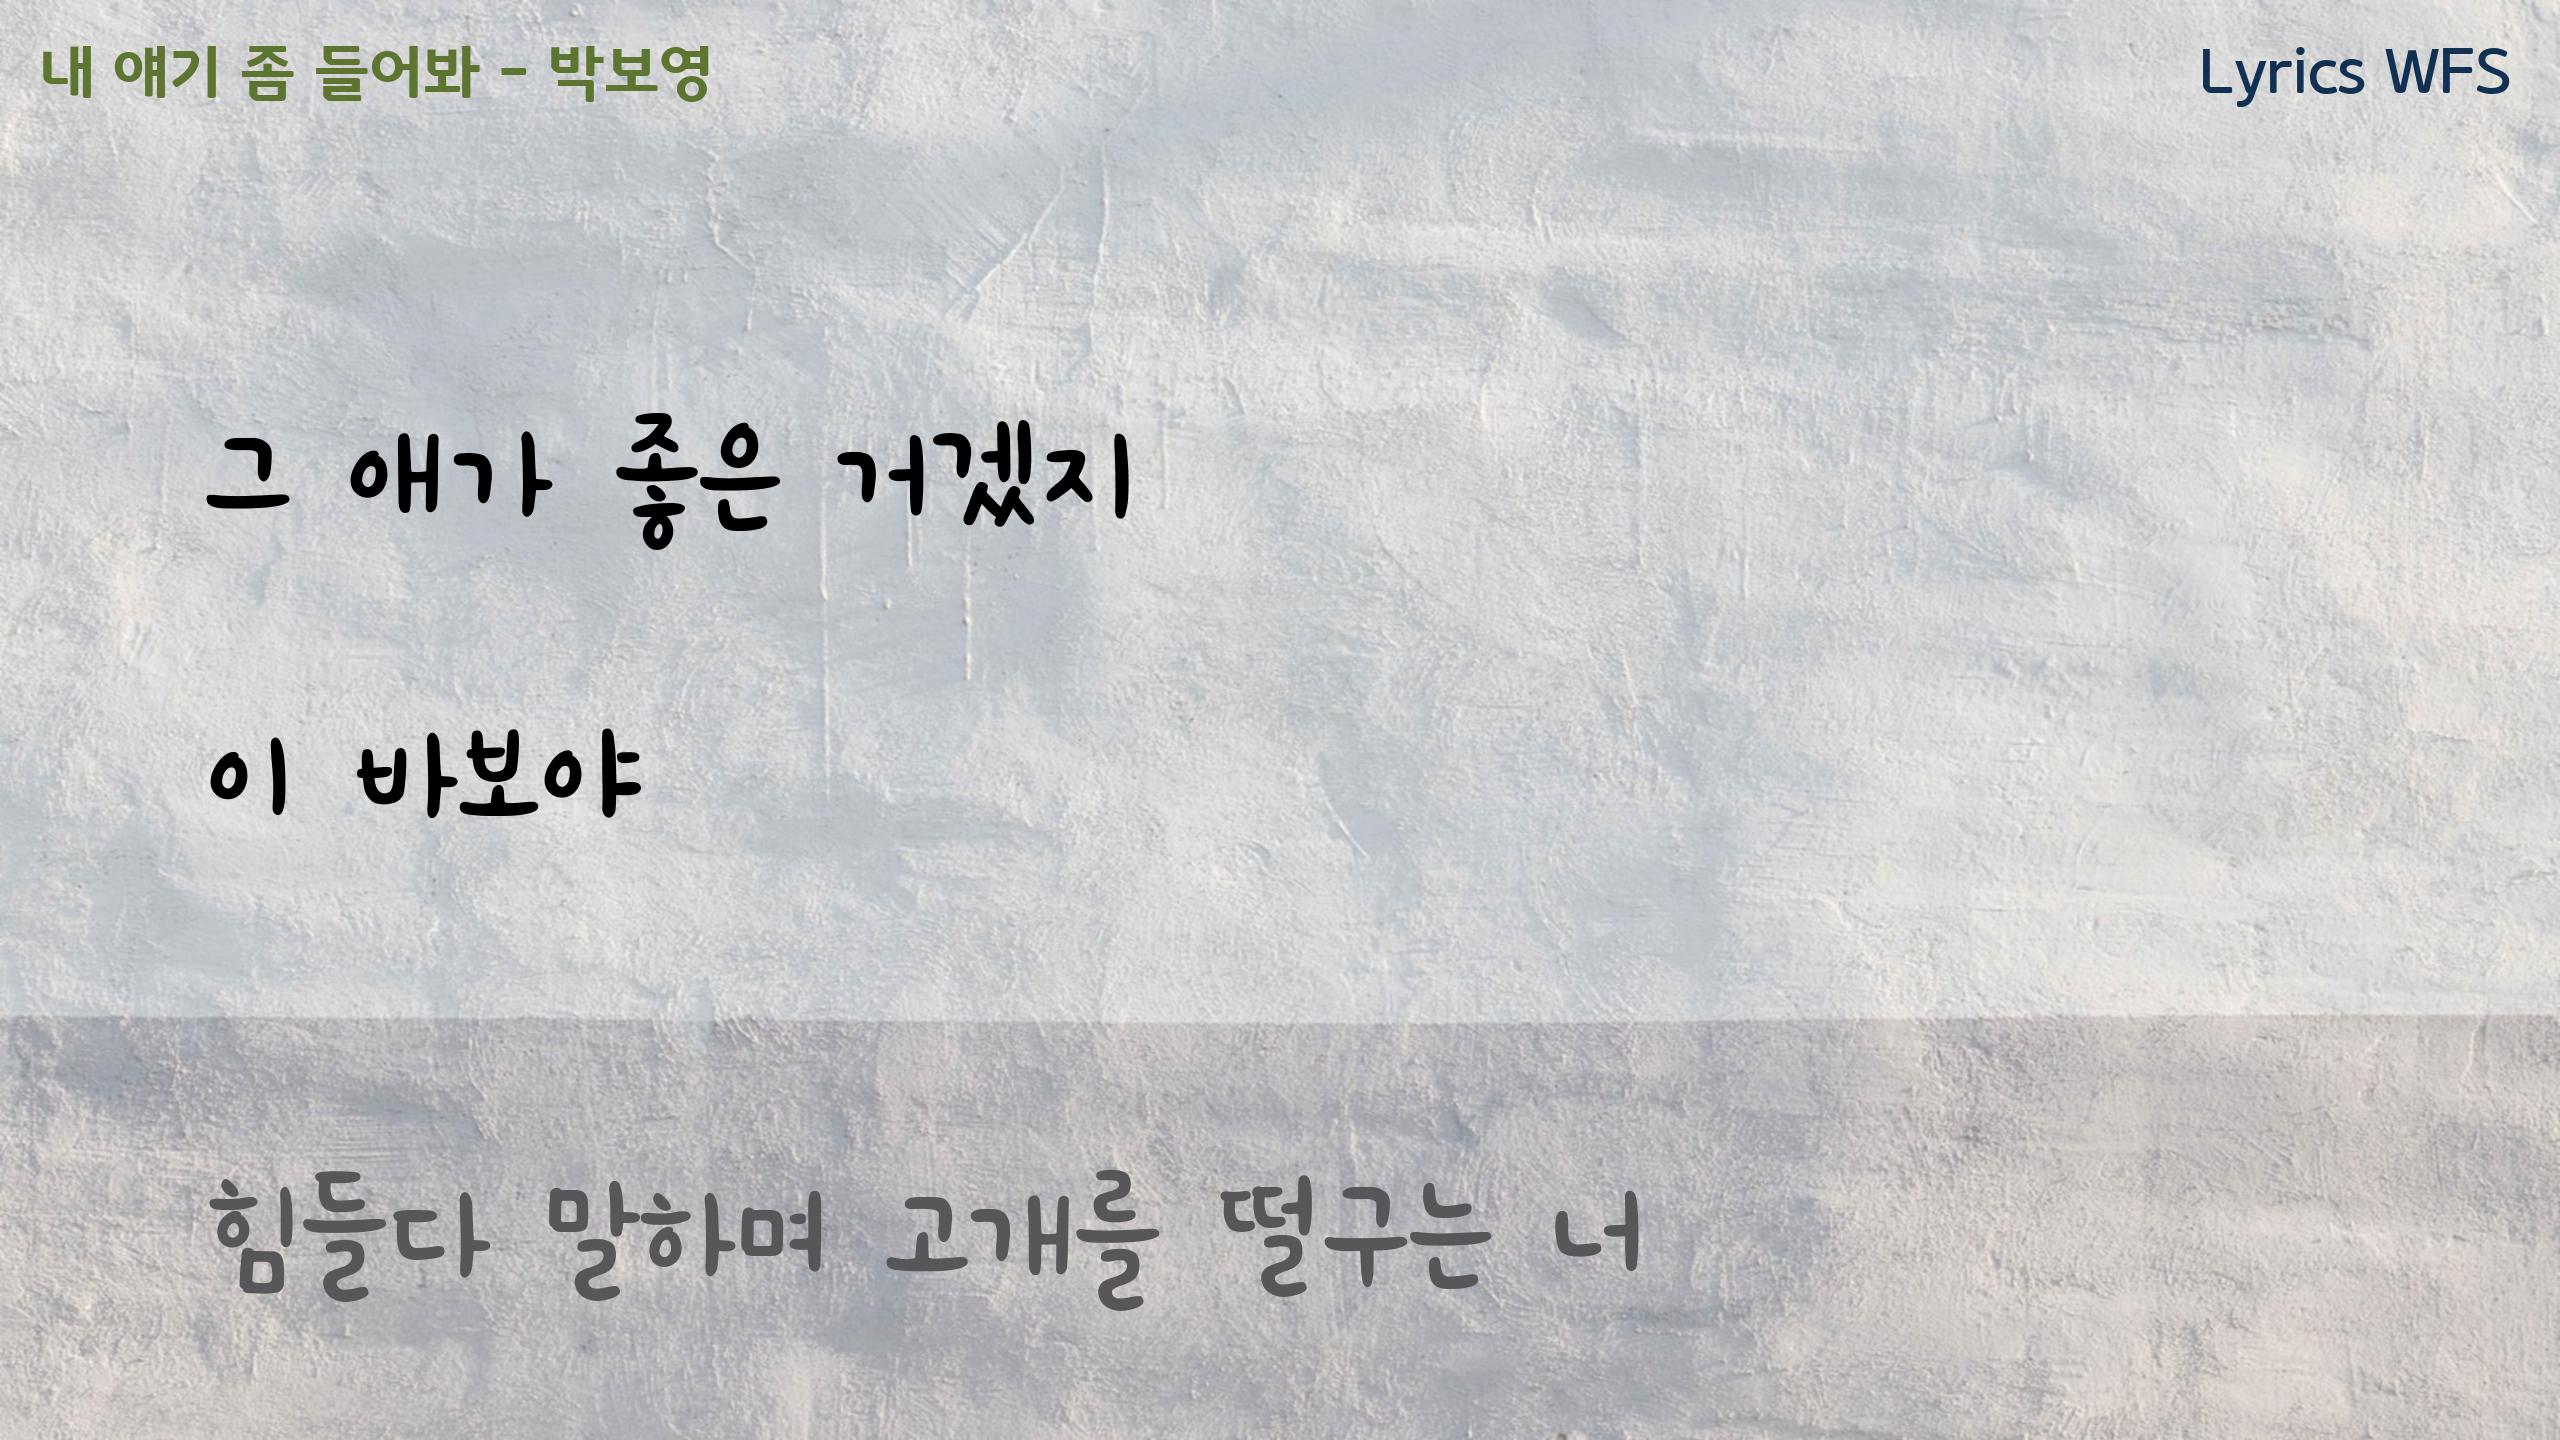 내 얘기 좀 들어봐 - 박보영
Lyrics WFS
그 애가 좋은 거겠지
이 바보야
힘들다 말하며 고개를 떨구는 너